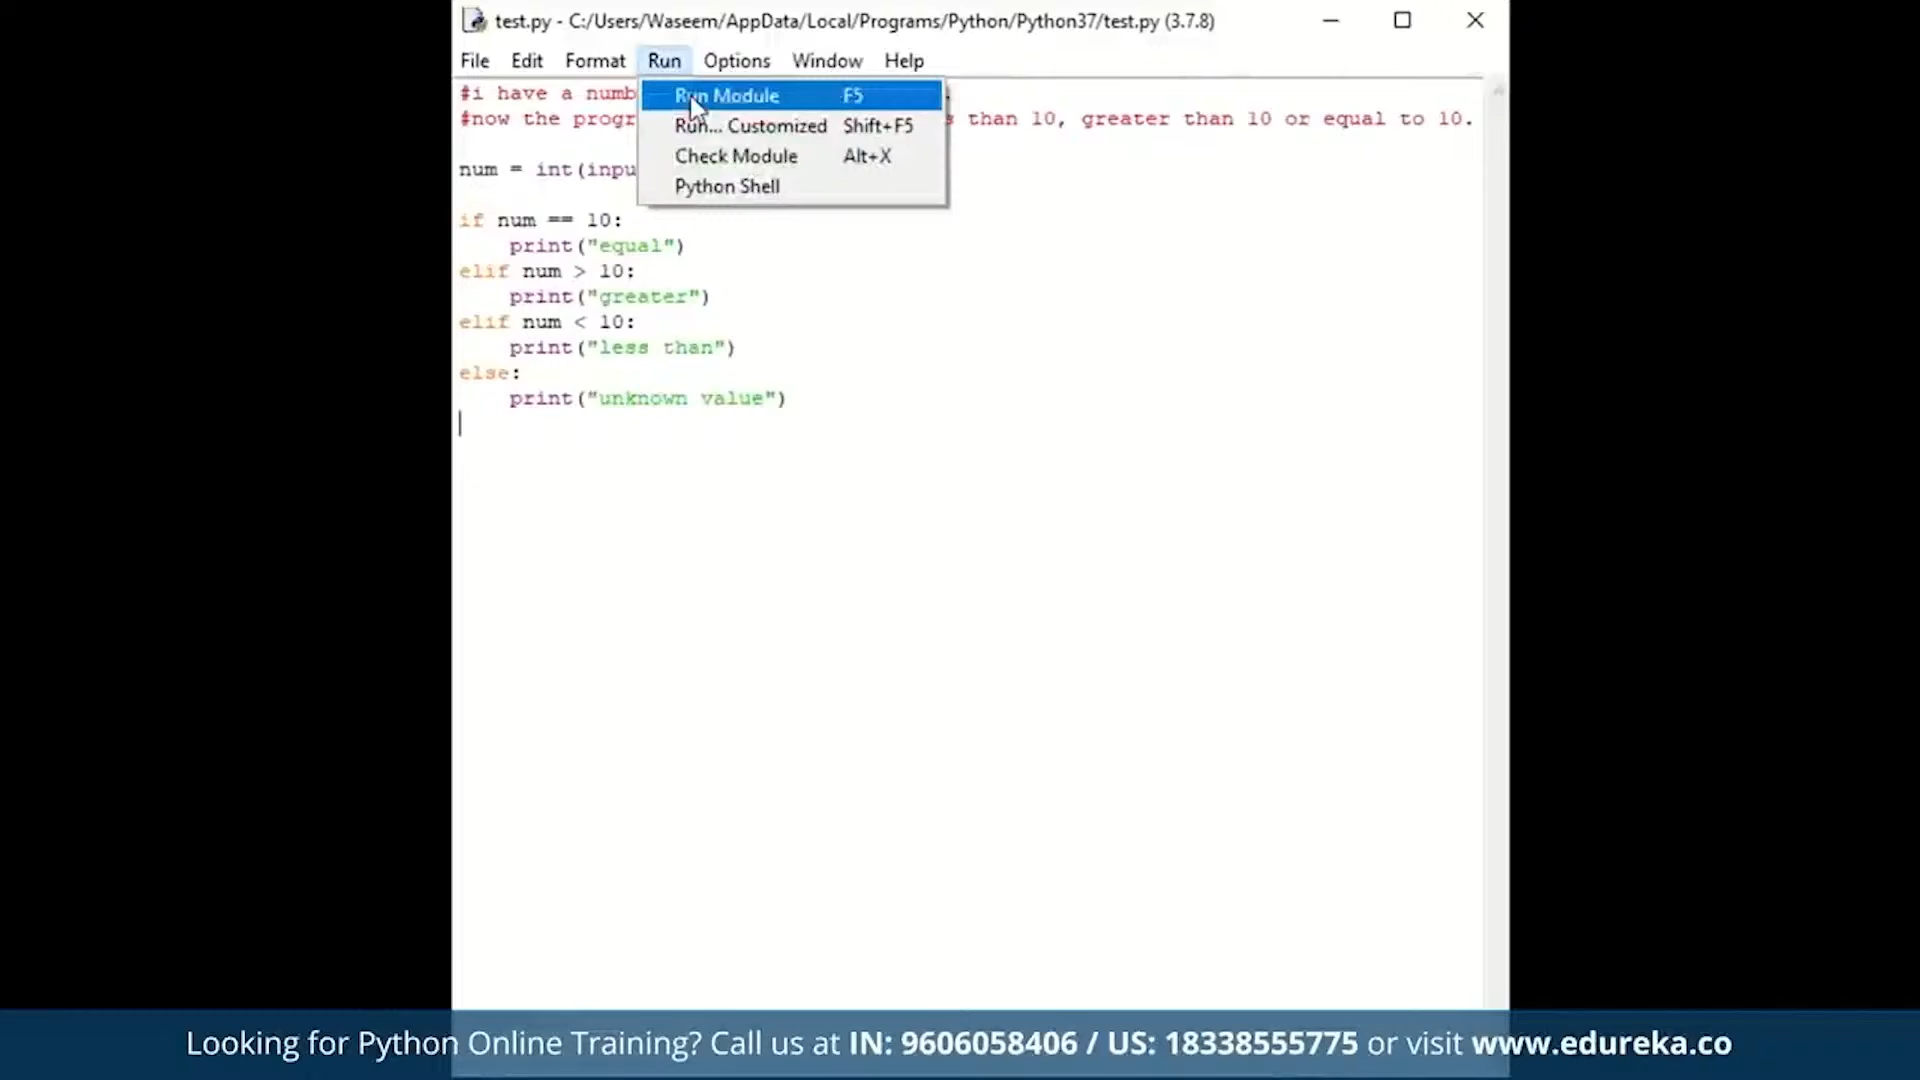 test.py - C:/Users/Waseem/AppData/Local/Programs/Python/Python37/test.py (3.7.8)
File Edit Format Run Options Window Help
#i have a numb
Run Module F5
#now the progr
than 10, greater than 10 or equal to 10.
Run... Customized Shift+F5
Check Module Alt+X
num = int(inpu
Python Shell
if num == 10:
print("equal")
elif num > 10:
print("greater")
elif num < 10:
print("less than")
else:
print("unknown value")
Looking for Python Online Training? Call us at IN: 9606058406 / US: 18338555775 or visit www.edureka.co